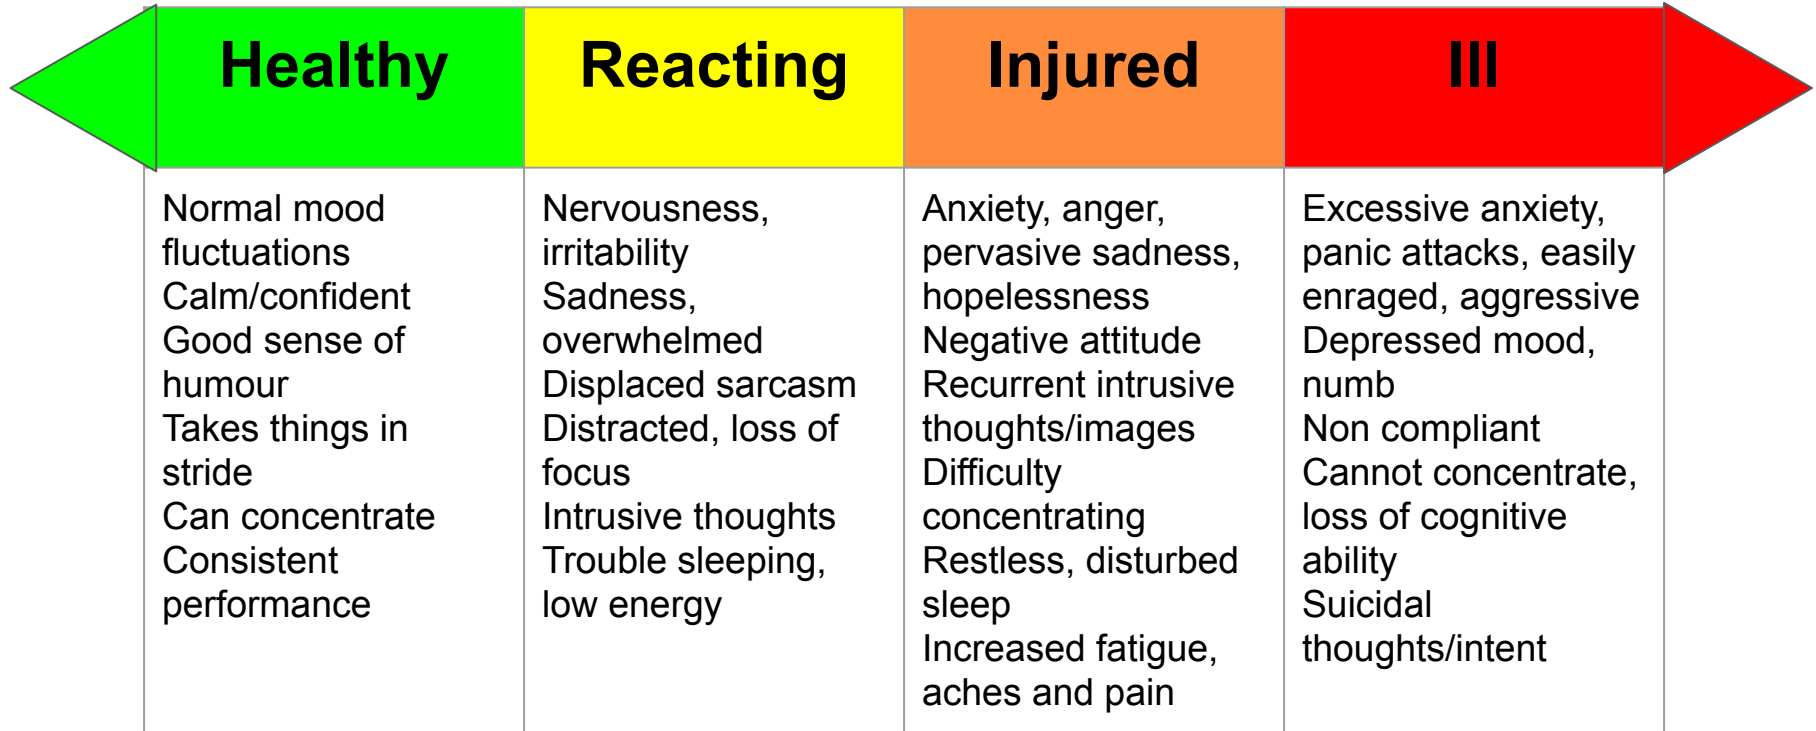 Healthy
Reacting
Injured
Ill
Normal mood
fluctuations
Calm/confident
Good sense of
humour
Takes things in
stride
Can concentrate
Consistent
performance
Nervousness,
irritability
Sadness,
overwhelmed
Displaced sarcasm
Distracted, loss of
focus
Intrusive thoughts
Trouble sleeping,
low energy
Anxiety, anger,
pervasive sadness,
hopelessness
Negative attitude
Recurrent intrusive
thoughts/images
Difficulty
concentrating
Restless, disturbed
sleep
Increased fatigue,
aches and pain
Excessive anxiety,
panic attacks, easily
enraged, aggressive
Depressed mood,
numb
Non compliant
Cannot concentrate,
loss of cognitive
ability
Suicidal
thoughts/intent